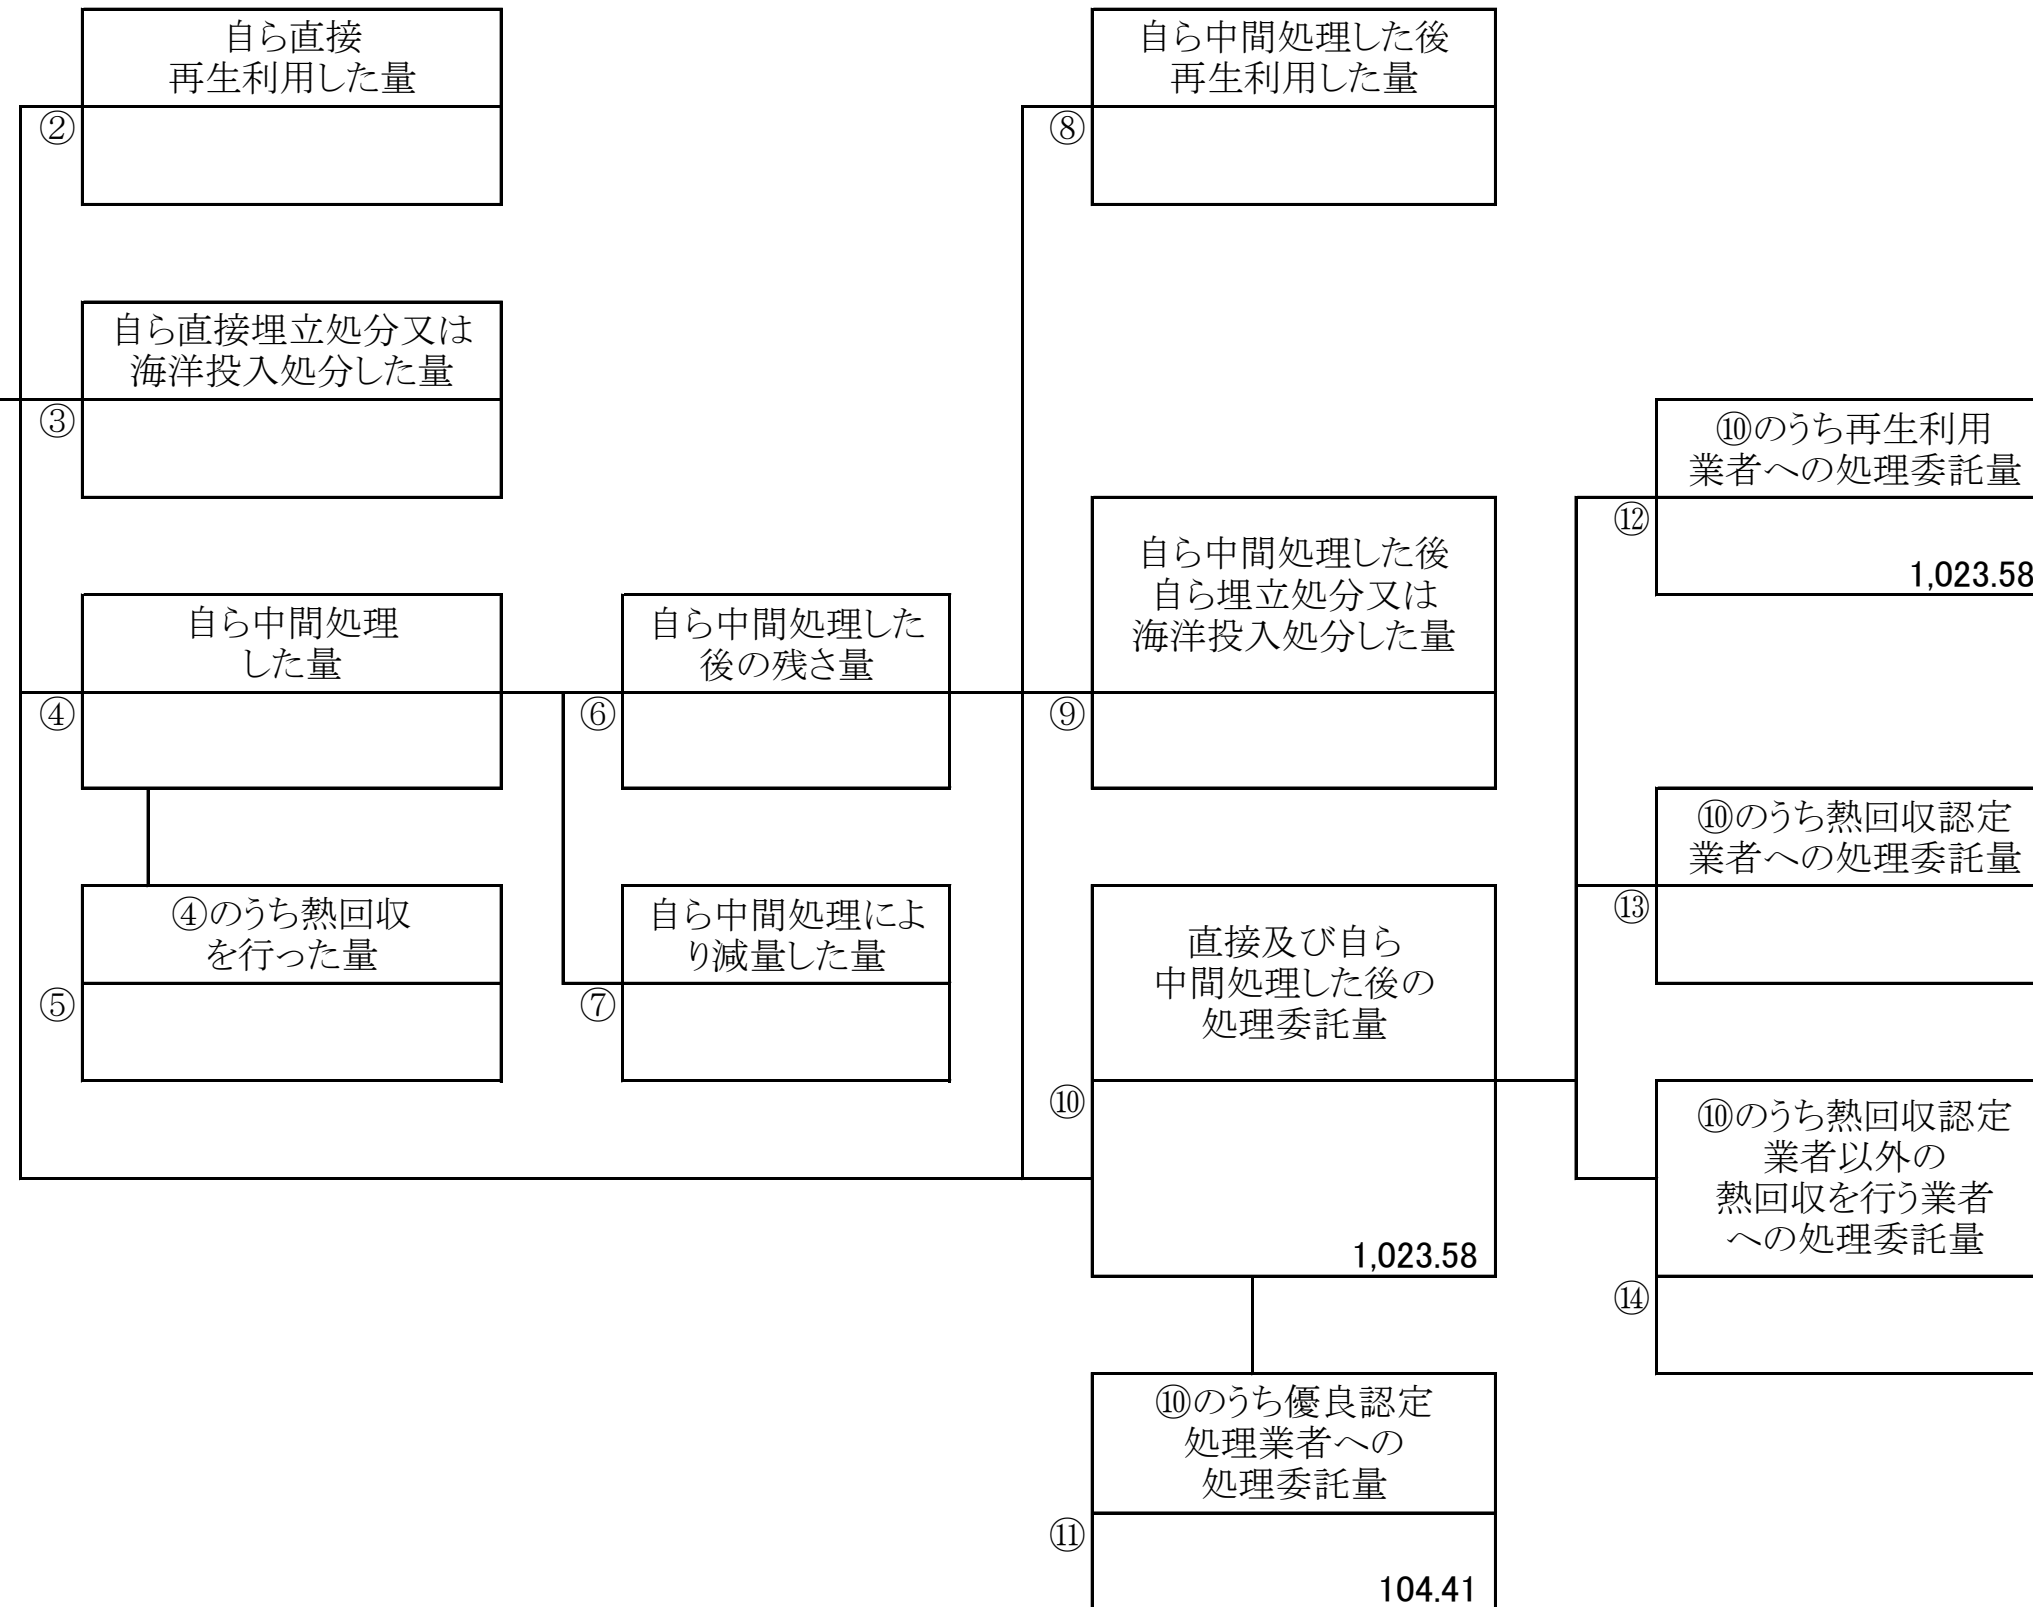 自ら直接
再生利用した量
②
自ら直接埋立処分又は
海洋投入処分した量
③
自ら中間処理
した量
④
④のうち熱回収
を行った量
⑤
自ら中間処理した
後の残さ量
⑥
自ら中間処理によ
り減量した量
⑦
自ら中間処理した後
再生利用した量
⑧
自ら中間処理した後
自ら埋立処分又は
海洋投入処分した量
⑨
直接及び自ら
中間処理した後の
処理委託量
⑩
1,023.58
⑩のうち優良認定
処理業者への
処理委託量
⑪
104.41
⑩のうち再生利用
業者への処理委託量
⑫
1,023.58
⑩のうち熱回収認定
業者への処理委託量
⑬
⑩のうち熱回収認定
業者以外の
熱回収を行う業者
への処理委託量
⑭